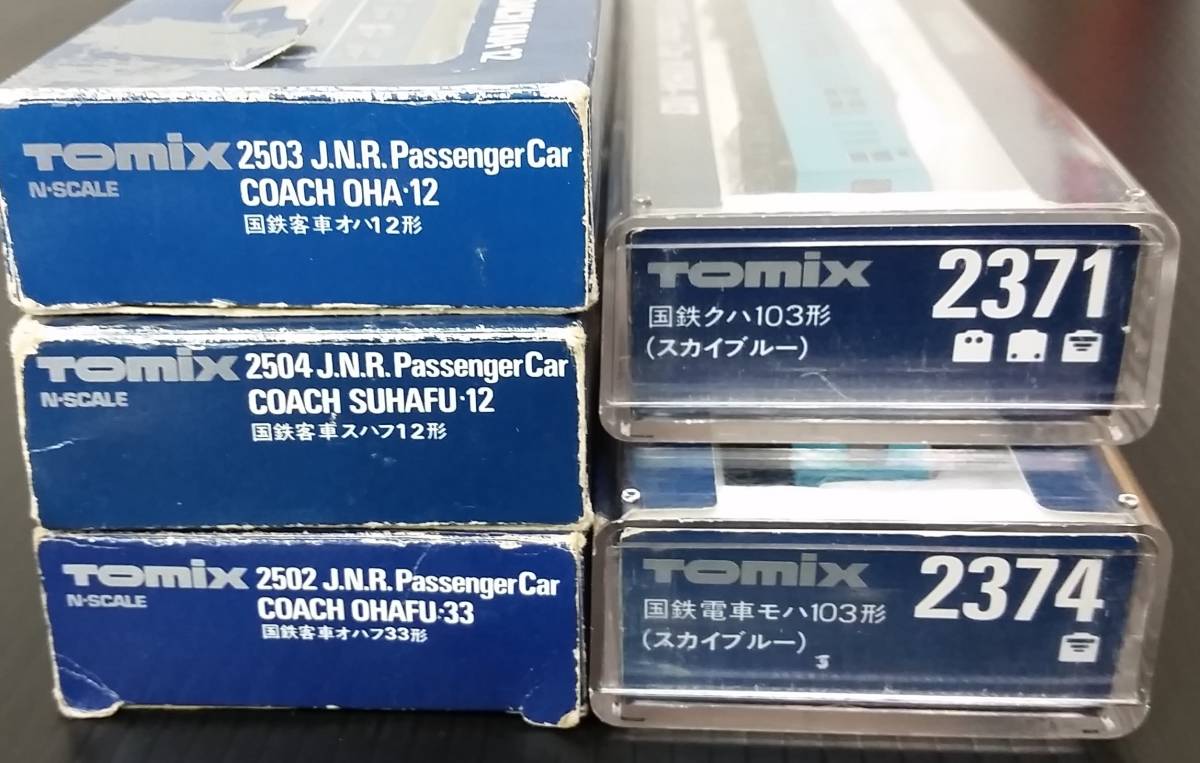 TOMIX 2503 J.N.R. Passenger Car
N-SCALE COACH OHA·12
国鉄客車オハ12形
TOMIX 2504 J.N.R. Passenger Car
N-SCALE COACH SUHAFU·12
国鉄客車スハフ12形
TOMIX 2502 J.N.R. Passenger Car
N-SCALE COACH OHAFU·33
国鉄客車オハフ33形
TOMIX 2371
国鉄クハ103形
(スカイブルー)
TOMIX 2374
国鉄電車モハ103形
(スカイブルー)